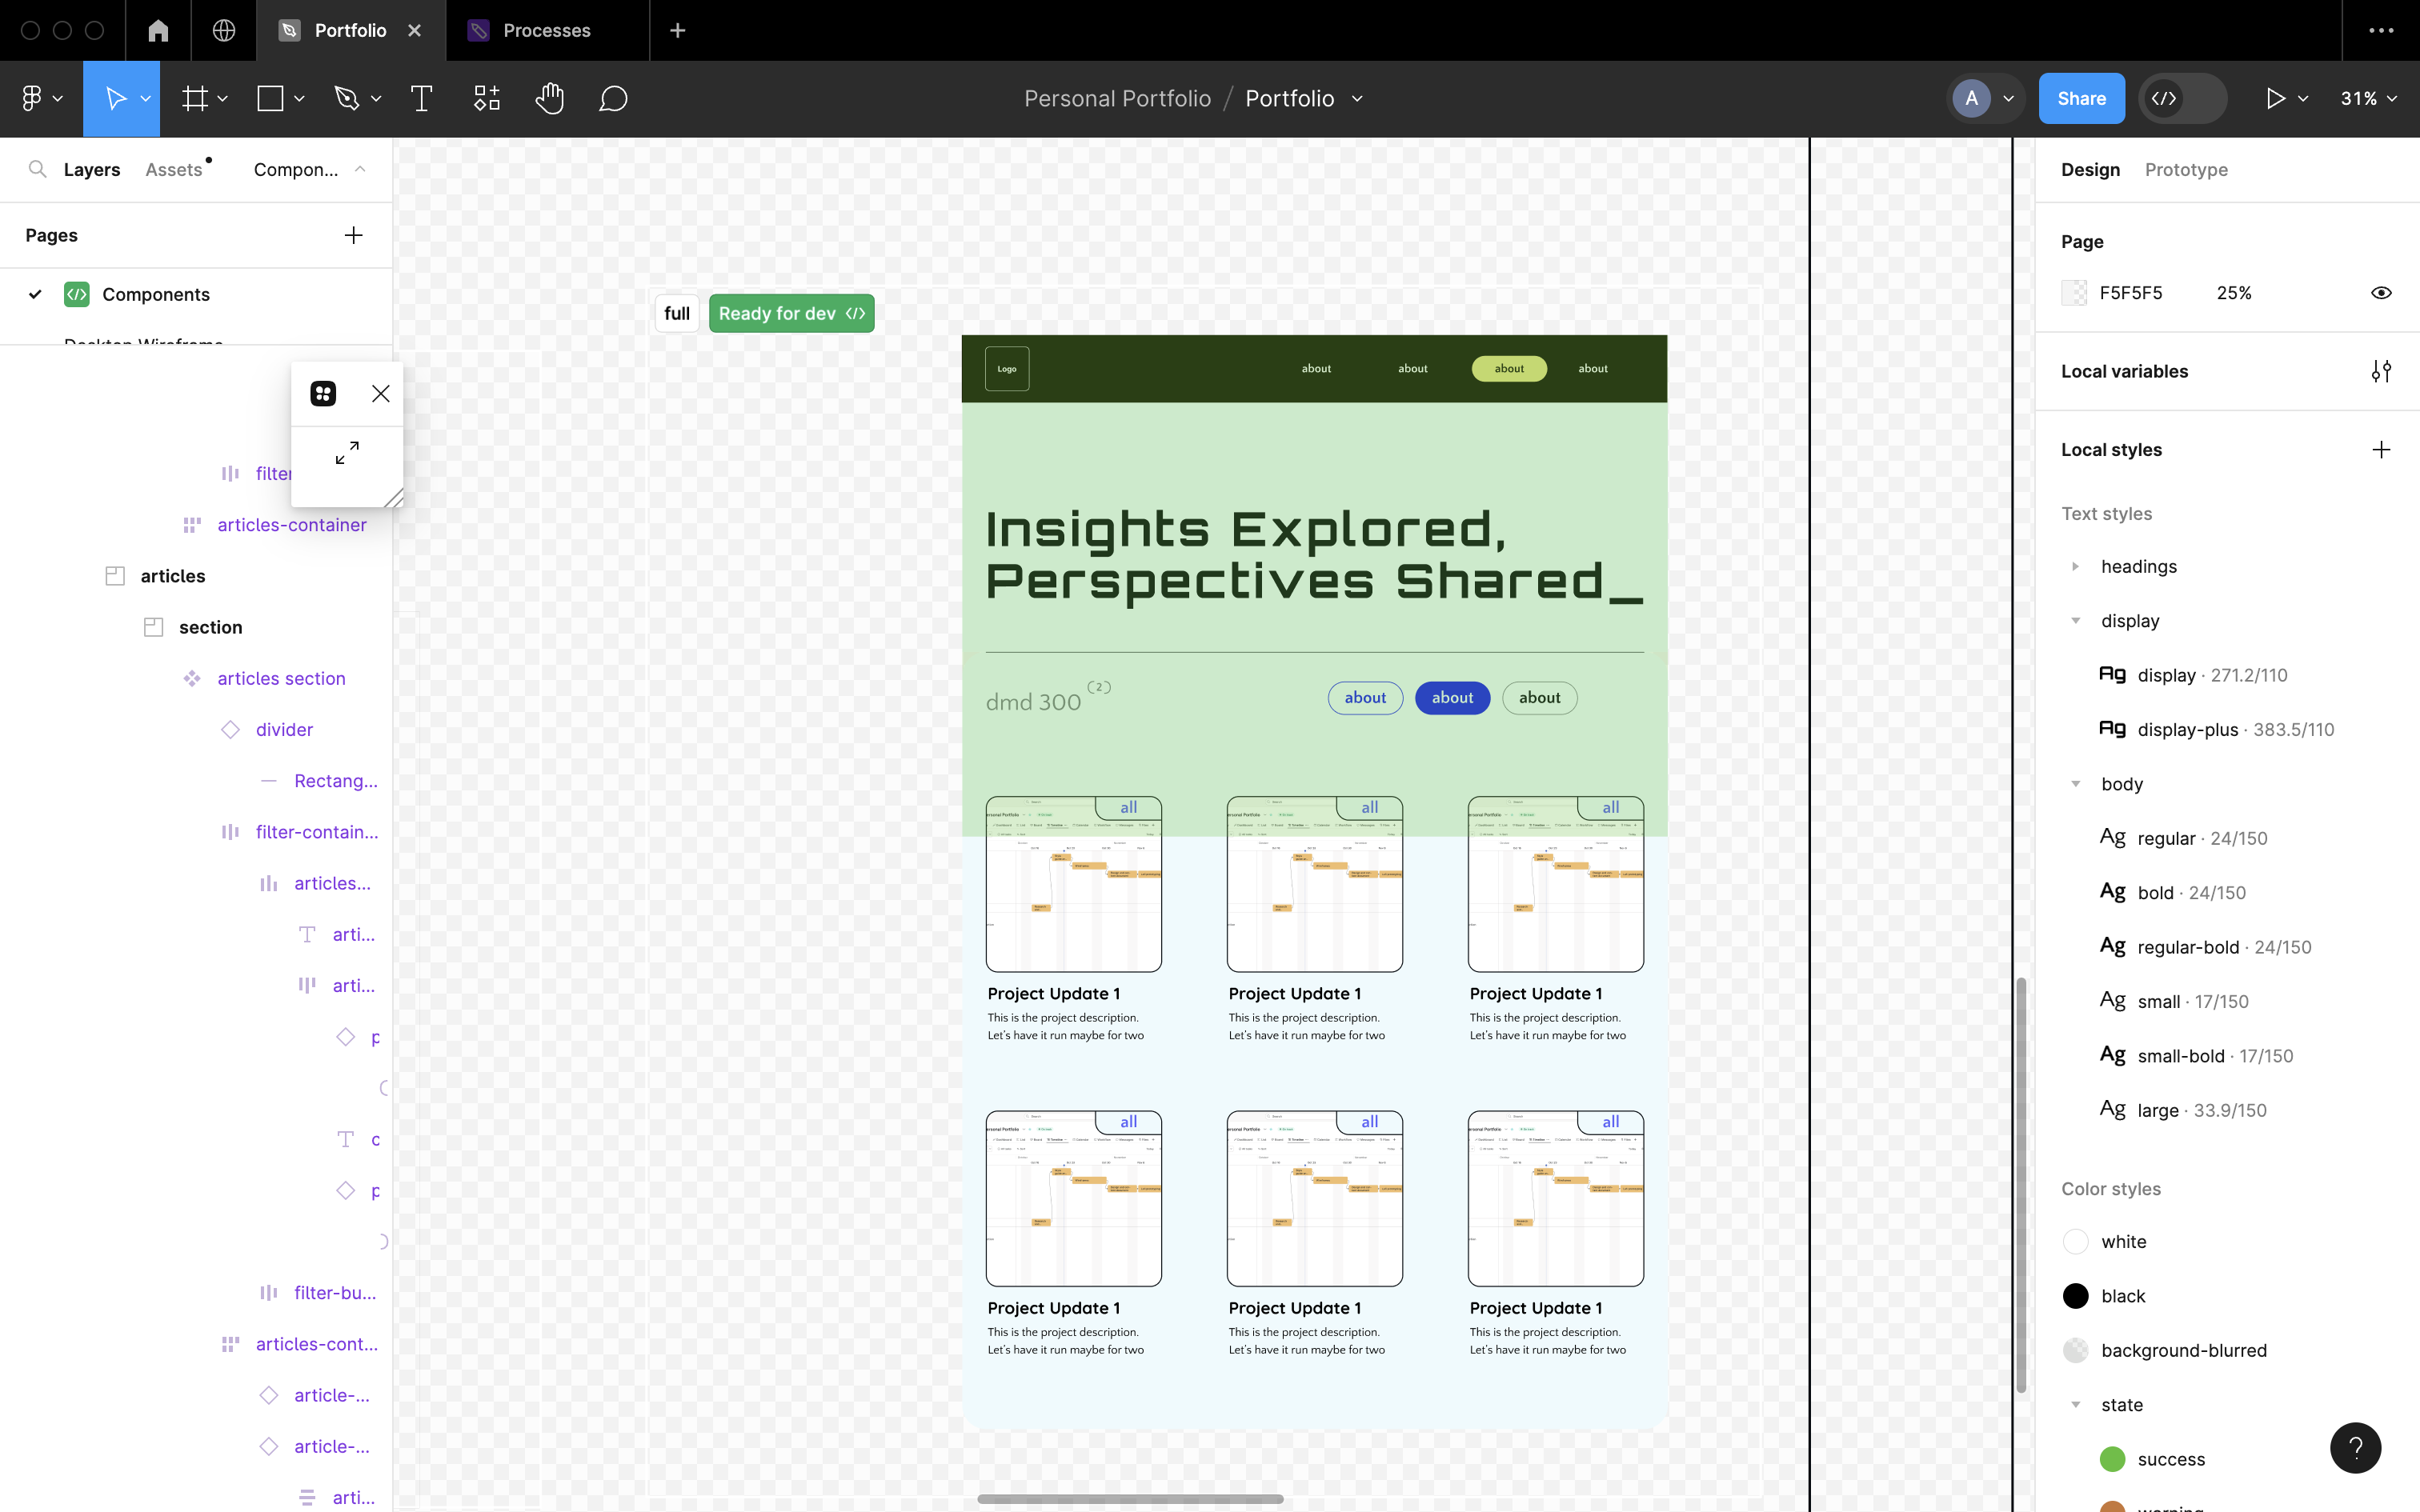 Portfolio
Processes
Personal Portfolio / Portfolio
A
Share
31%
Layers
Assets
Compon...
Pages
Components
Desktop Wireframe
filter
articles-container
articles
section
articles section
divider
Rectang...
filter-contain...
articles...
arti...
arti...
filter-bu...
articles-cont...
article-...
article-...
arti...
full
Ready for dev
Logo
about
about
about
about
Insights Explored,
Perspectives Shared_
dmd 300 (2)
about
about
about
all
all
all
Project Update 1
This is the project description.
Let's have it run maybe for two
Project Update 1
This is the project description.
Let's have it run maybe for two
Project Update 1
This is the project description.
Let's have it run maybe for two
all
all
all
Project Update 1
This is the project description.
Let's have it run maybe for two
Project Update 1
This is the project description.
Let's have it run maybe for two
Project Update 1
This is the project description.
Let's have it run maybe for two
Design
Prototype
Page
F5F5F5
25%
Local variables
Local styles
Text styles
headings
display
Ag display · 271.2/110
Ag display-plus · 383.5/110
body
Ag regular · 24/150
Ag bold · 24/150
Ag regular-bold · 24/150
Ag small · 17/150
Ag small-bold · 17/150
Ag large · 33.9/150
Color styles
white
black
background-blurred
state
success
warning
?